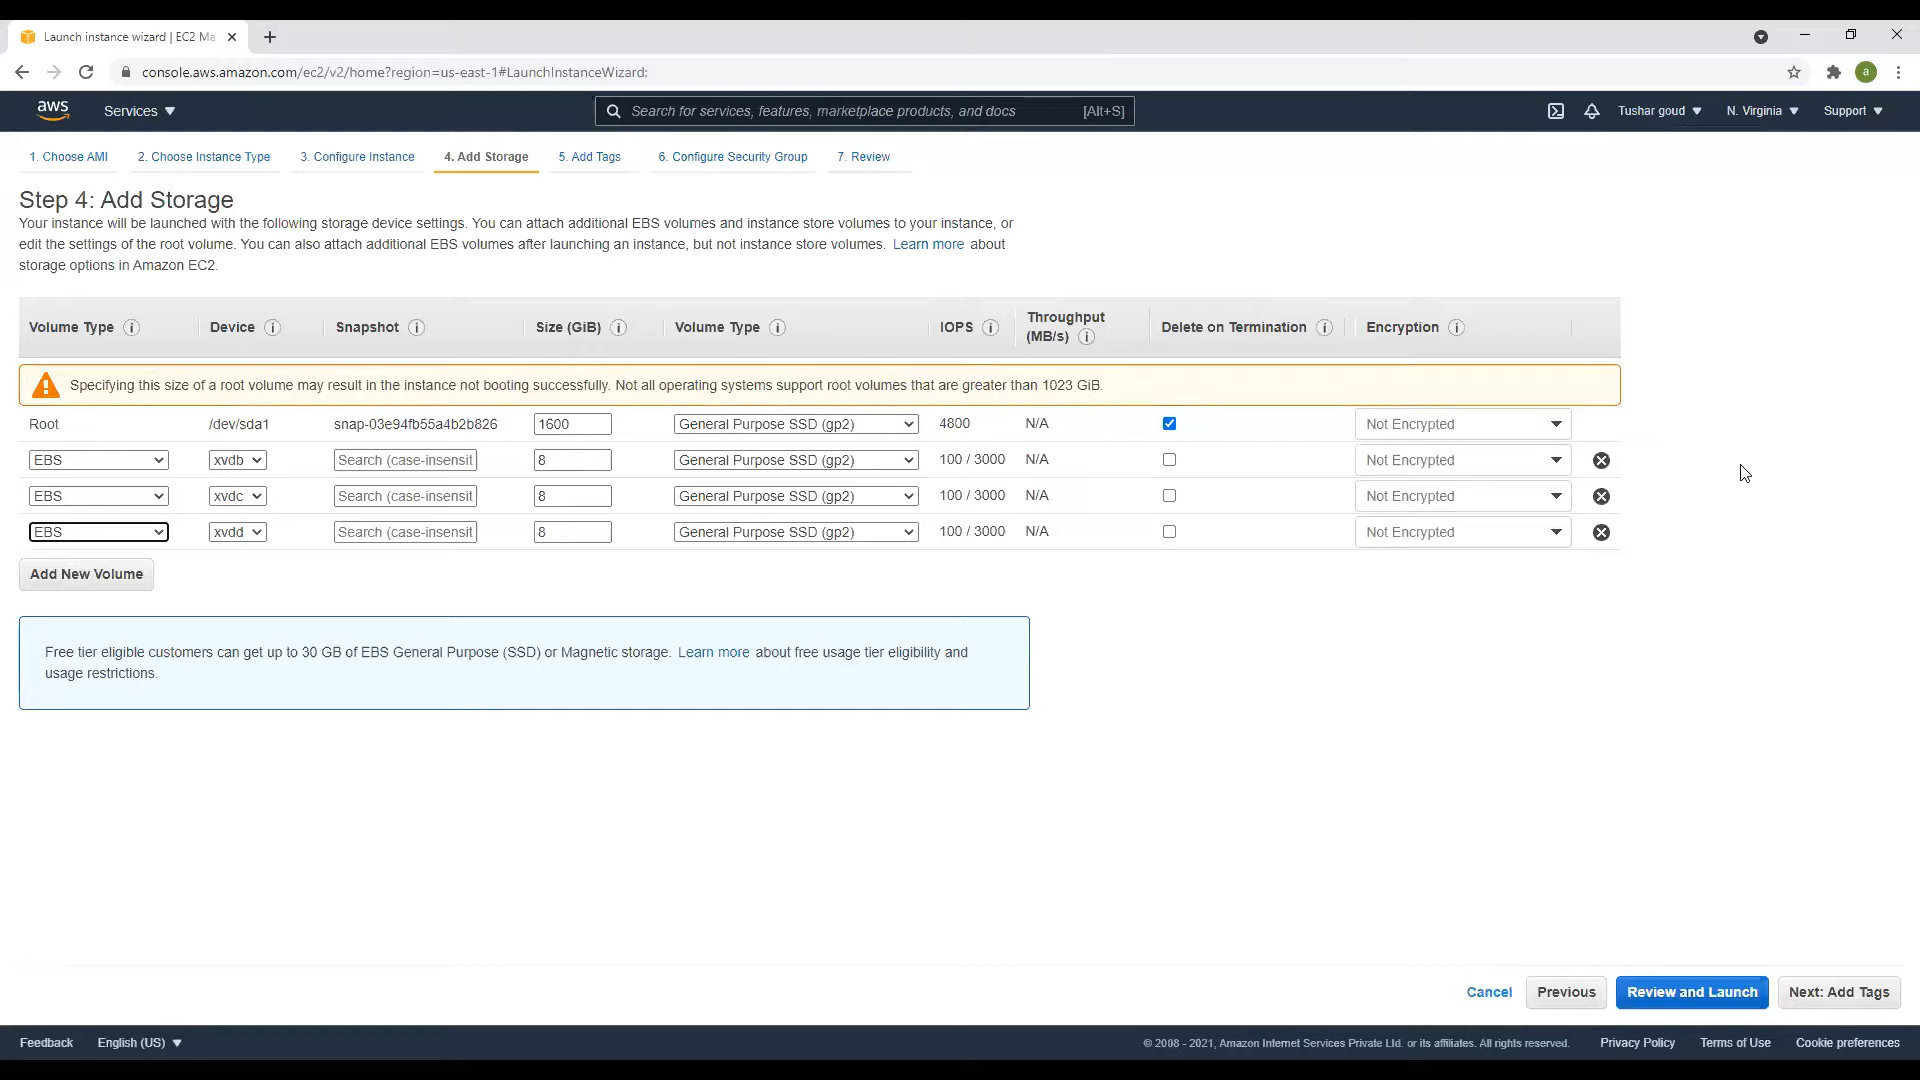 Launch instance wizard | EC2 Ma
console.aws.amazon.com/ec2/v2/home?region=us-east-1#LaunchInstanceWizard:
a
aws
Services
Search for services, features, marketplace products, and docs
[Alt+S]
Tushar goud
N. Virginia
Support
1. Choose AMI
2. Choose Instance Type
3. Configure Instance
4. Add Storage
5. Add Tags
6. Configure Security Group
7. Review
Step 4: Add Storage
Your instance will be launched with the following storage device settings. You can attach additional EBS volumes and instance store volumes to your instance, or
edit the settings of the root volume. You can also attach additional EBS volumes after launching an instance, but not instance store volumes. Learn more about
storage options in Amazon EC2.
Volume Type Device Snapshot Size (GiB) Volume Type IOPS Throughput (MB/s) Delete on Termination Encryption
Specifying this size of a root volume may result in the instance not booting successfully. Not all operating systems support root volumes that are greater than 1023 GiB.
Root /dev/sda1 snap-03e94fb55a4b2b826 1600 General Purpose SSD (gp2) 4800 N/A Not Encrypted
EBS xvdb Search (case-insensit 8 General Purpose SSD (gp2) 100 / 3000 N/A Not Encrypted
EBS xvdc Search (case-insensit 8 General Purpose SSD (gp2) 100 / 3000 N/A Not Encrypted
EBS xvdd Search (case-insensit 8 General Purpose SSD (gp2) 100 / 3000 N/A Not Encrypted
Add New Volume
Free tier eligible customers can get up to 30 GB of EBS General Purpose (SSD) or Magnetic storage. Learn more about free usage tier eligibility and
usage restrictions.
Cancel
Previous
Review and Launch
Next: Add Tags
Feedback
English (US)
© 2008 - 2021, Amazon Internet Services Private Ltd. or its affiliates. All rights reserved.
Privacy Policy
Terms of Use
Cookie preferences